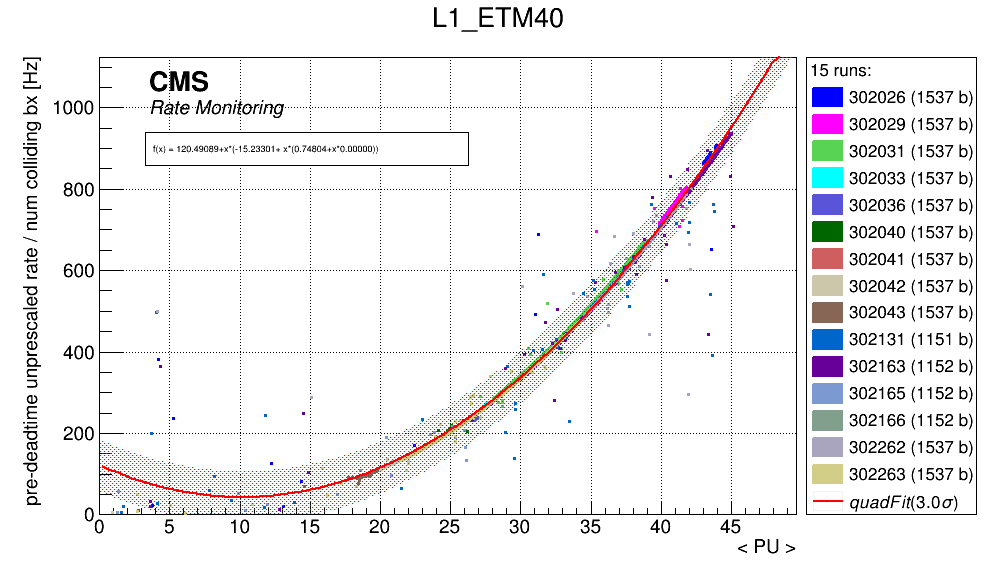 L1_ETM40
pre-deadtime unprescaled rate / num colliding bx [Hz]
CMS
Rate Monitoring
f(x) = 120.49089+x*(-15.23301+ x*(0.74804+x*0.00000))
1000
800
600
400
200
0
0 5 10 15 20 25 30 35 40 45
< PU >
15 runs:
302026 (1537 b)
302029 (1537 b)
302031 (1537 b)
302033 (1537 b)
302036 (1537 b)
302040 (1537 b)
302041 (1537 b)
302042 (1537 b)
302043 (1537 b)
302131 (1151 b)
302163 (1152 b)
302165 (1152 b)
302166 (1152 b)
302262 (1537 b)
302263 (1537 b)
quadFit(3.0σ)